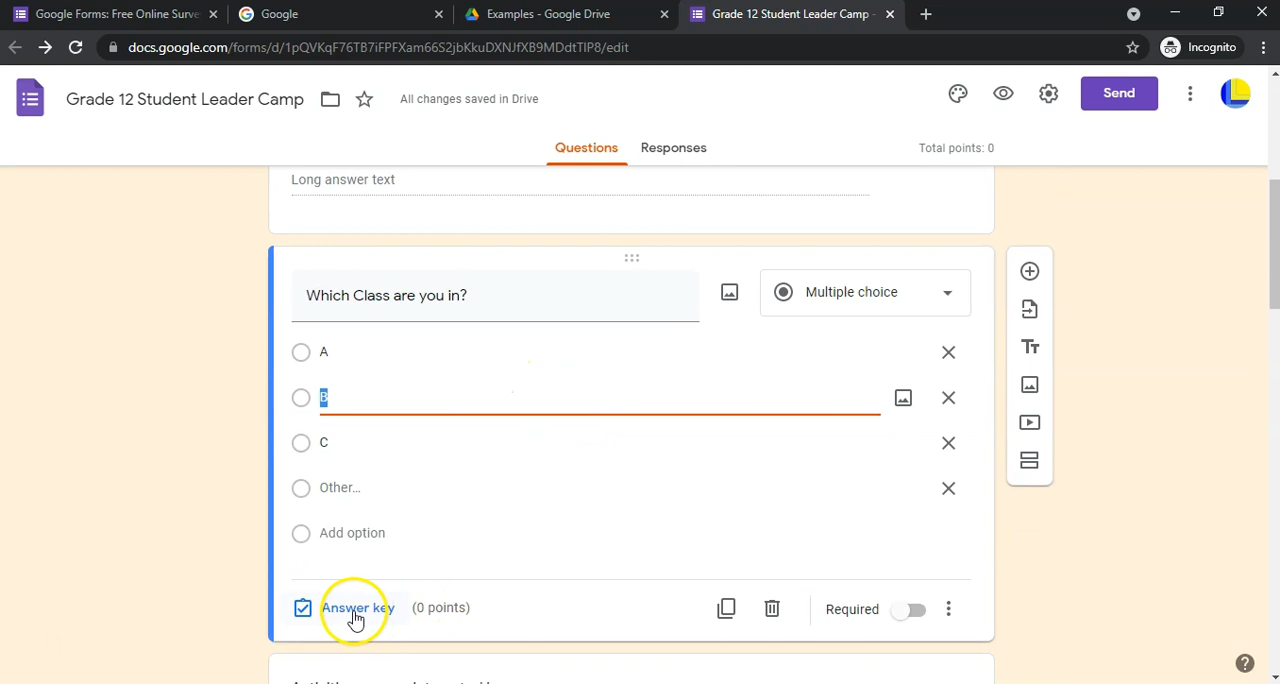 Google Forms: Free Online Surve
Google
Examples - Google Drive
Grade 12 Student Leader Camp -
docs.google.com/forms/d/1pQVKqF76TB7iFPFXam66S2jbKkuDXNJfXB9MDdtTlP8/edit
Incognito
Grade 12 Student Leader Camp
All changes saved in Drive
Send
Questions
Responses
Total points: 0
Long answer text
Which Class are you in?
Multiple choice
A
B
C
Other...
Add option
Answer key
(0 points)
Required